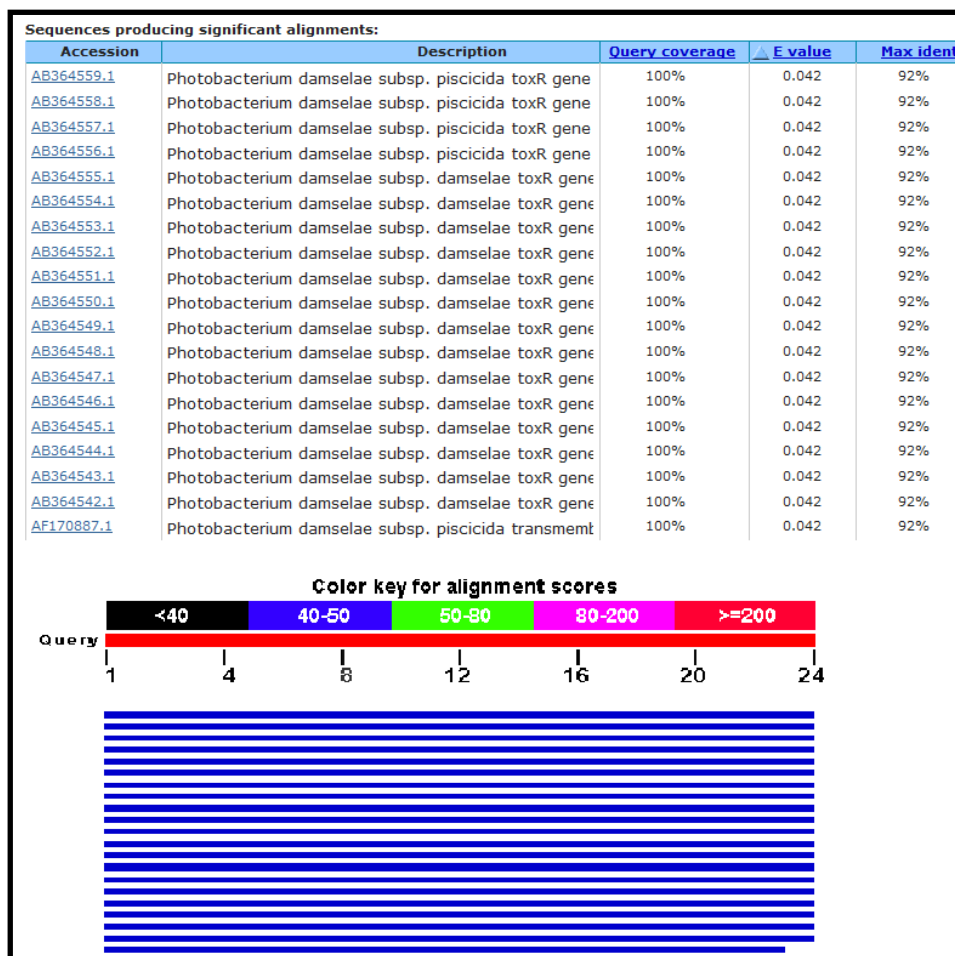 Sequences producing significant alignments:
Accession Description Query coverage E value Max ident
AB364559.1 Photobacterium damselae subsp. piscicida toxR gene 100% 0.042 92%
AB364558.1 Photobacterium damselae subsp. piscicida toxR gene 100% 0.042 92%
AB364557.1 Photobacterium damselae subsp. piscicida toxR gene 100% 0.042 92%
AB364556.1 Photobacterium damselae subsp. piscicida toxR gene 100% 0.042 92%
AB364555.1 Photobacterium damselae subsp. damselae toxR gene 100% 0.042 92%
AB364554.1 Photobacterium damselae subsp. damselae toxR gene 100% 0.042 92%
AB364553.1 Photobacterium damselae subsp. damselae toxR gene 100% 0.042 92%
AB364552.1 Photobacterium damselae subsp. damselae toxR gene 100% 0.042 92%
AB364551.1 Photobacterium damselae subsp. damselae toxR gene 100% 0.042 92%
AB364550.1 Photobacterium damselae subsp. damselae toxR gene 100% 0.042 92%
AB364549.1 Photobacterium damselae subsp. damselae toxR gene 100% 0.042 92%
AB364548.1 Photobacterium damselae subsp. damselae toxR gene 100% 0.042 92%
AB364547.1 Photobacterium damselae subsp. damselae toxR gene 100% 0.042 92%
AB364546.1 Photobacterium damselae subsp. damselae toxR gene 100% 0.042 92%
AB364545.1 Photobacterium damselae subsp. damselae toxR gene 100% 0.042 92%
AB364544.1 Photobacterium damselae subsp. damselae toxR gene 100% 0.042 92%
AB364543.1 Photobacterium damselae subsp. damselae toxR gene 100% 0.042 92%
AB364542.1 Photobacterium damselae subsp. damselae toxR gene 100% 0.042 92%
AF170887.1 Photobacterium damselae subsp. piscicida transmemb 100% 0.042 92%
Color key for alignment scores
<40 40-50 50-80 80-200 >=200
Query
1 4 8 12 16 20 24